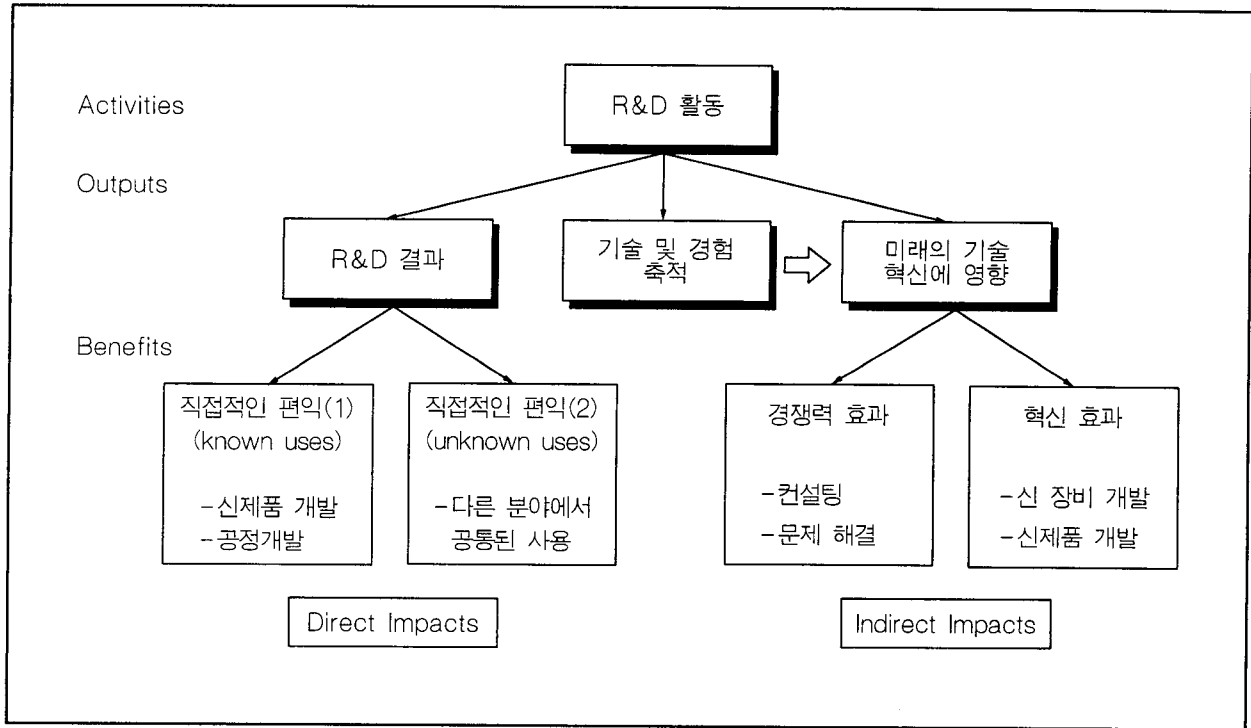 Activities
R&D 활동
Outputs
R&D 결과
기술 및 경험
축적
미래의 기술
혁신에 영향
Benefits
직접적인 편익(1)
(known uses)
-신제품 개발
-공정개발
직접적인 편익(2)
(unknown uses)
-다른 분야에서
공통된 사용
경쟁력 효과
-컨설팅
-문제 해결
혁신 효과
-신 장비 개발
-신제품 개발
Direct Impacts
Indirect Impacts